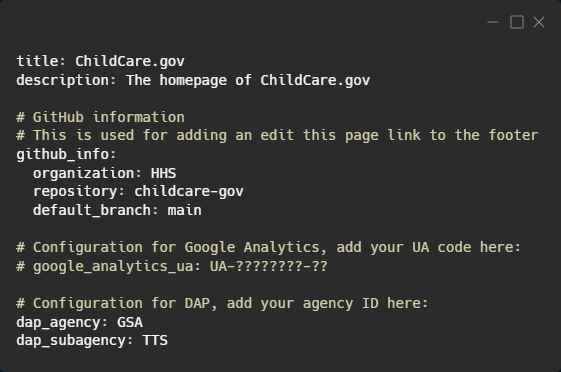 title: ChildCare.gov
description: The homepage of ChildCare.gov
# GitHub information
# This is used for adding an edit this page link to the footer
github_info:
  organization: HHS
  repository: childcare-gov
  default_branch: main
# Configuration for Google Analytics, add your UA code here:
# google_analytics_ua: UA-????????-??
# Configuration for DAP, add your agency ID here:
dap_agency: GSA
dap_subagency: TTS